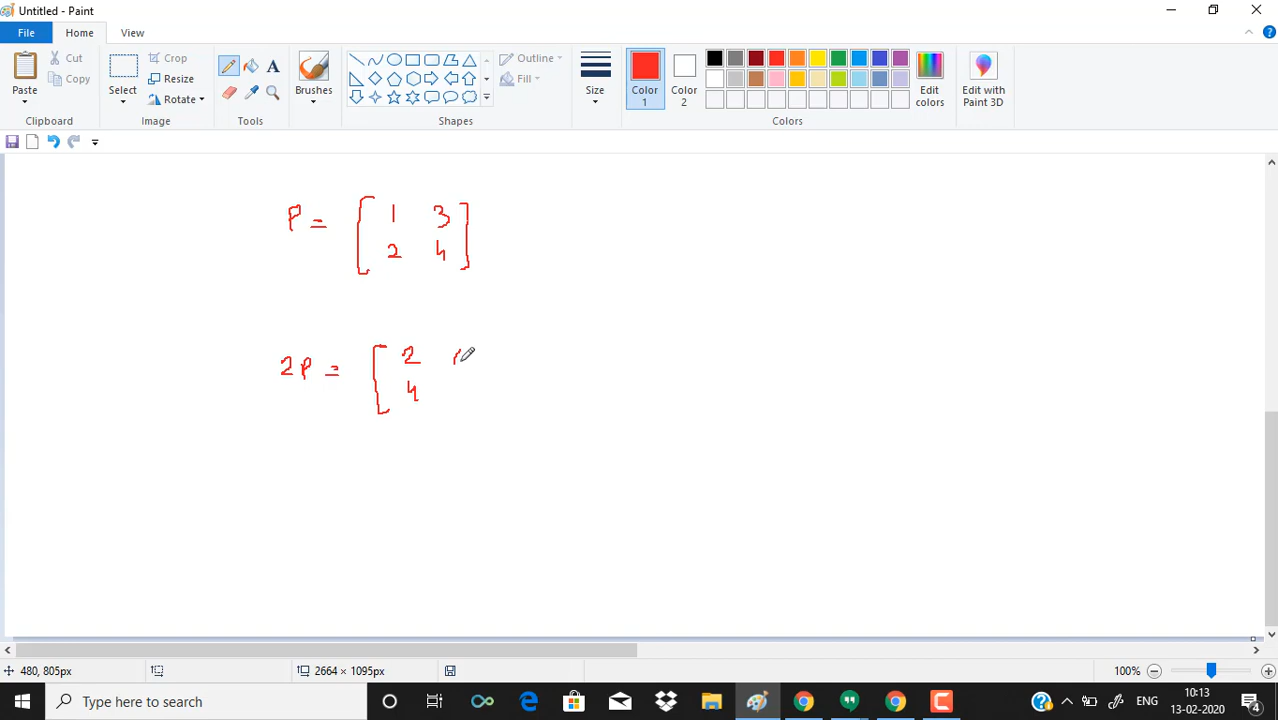 Untitled - Paint
File Home View
Paste
Cut
Copy
Clipboard
Select
Crop
Resize
Rotate
Image
Tools
Brushes
Outline
Fill
Shapes
Size
Color 1
Color 2
Edit colors
Edit with Paint 3D
Colors
P = [ 1 3 ]
2 4
2P = [ 2
4
480, 805px
2664 × 1095px
100%
Type here to search
ENG
10:13
13-02-2020
4